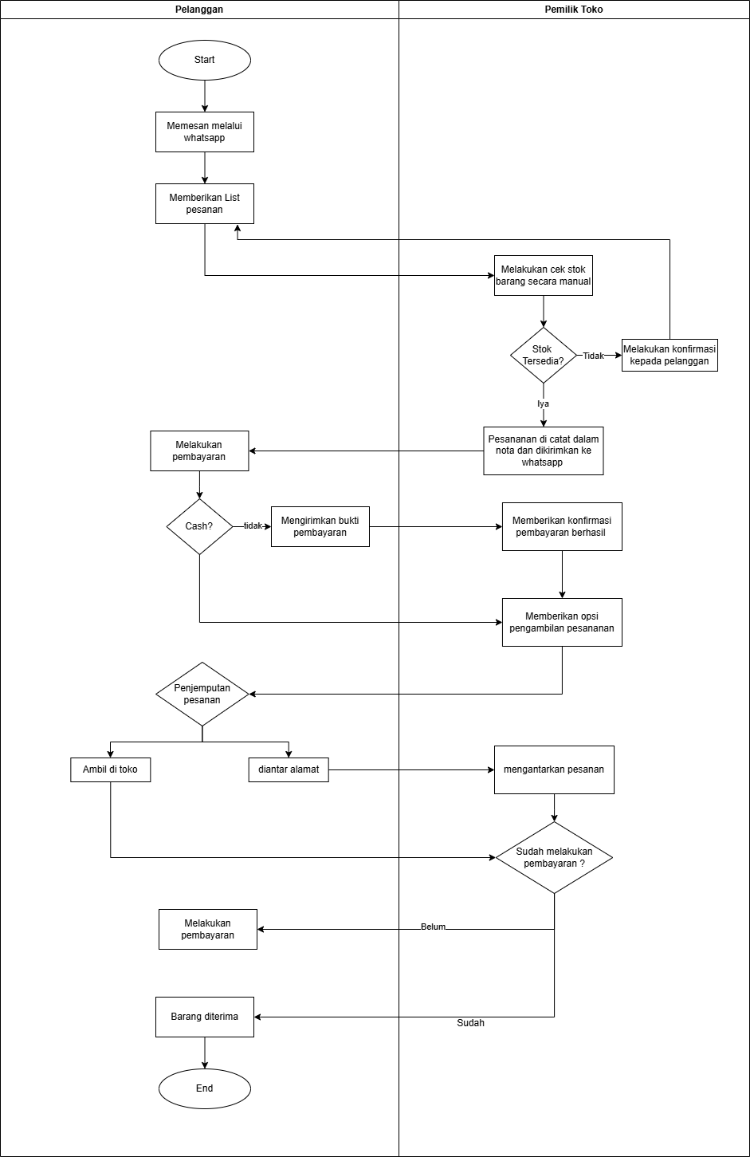 Pelanggan
Pemilik Toko
Start
Memesan melalui
whatsapp
Memberikan List
pesanan
Melakukan cek stok
barang secara manual
Stok
Tersedia?
Tidak
Melakukan konfirmasi
kepada pelanggan
Iya
Melakukan
pembayaran
Pesananan di catat dalam
nota dan dikirimkan ke
whatsapp
Cash?
tidak
Mengirimkan bukti
pembayaran
Memberikan konfirmasi
pembayaran berhasil
Memberikan opsi
pengambilan pesananan
Penjemputan
pesanan
Ambil di toko
diantar alamat
mengantarkan pesanan
Sudah melakukan
pembayaran ?
Melakukan
pembayaran
Belum
Barang diterima
Sudah
End